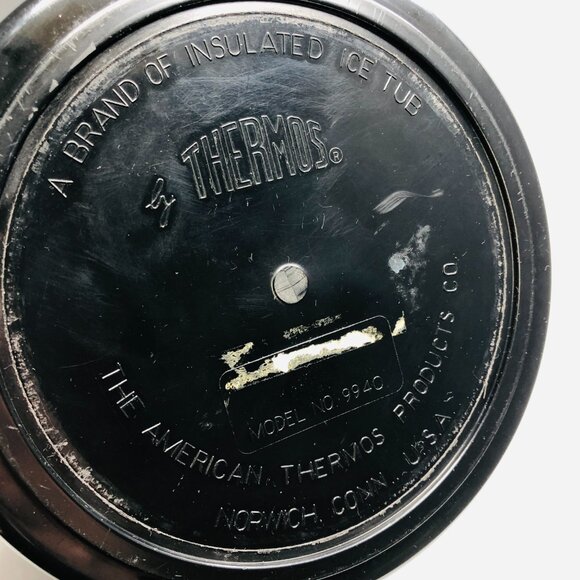 A BRAND OF INSULATED ICE TUB
by THERMOS®
MODEL NO. 9940
THE AMERICAN THERMOS PRODUCTS CO.
NORWICH, CONN. U.S.A.